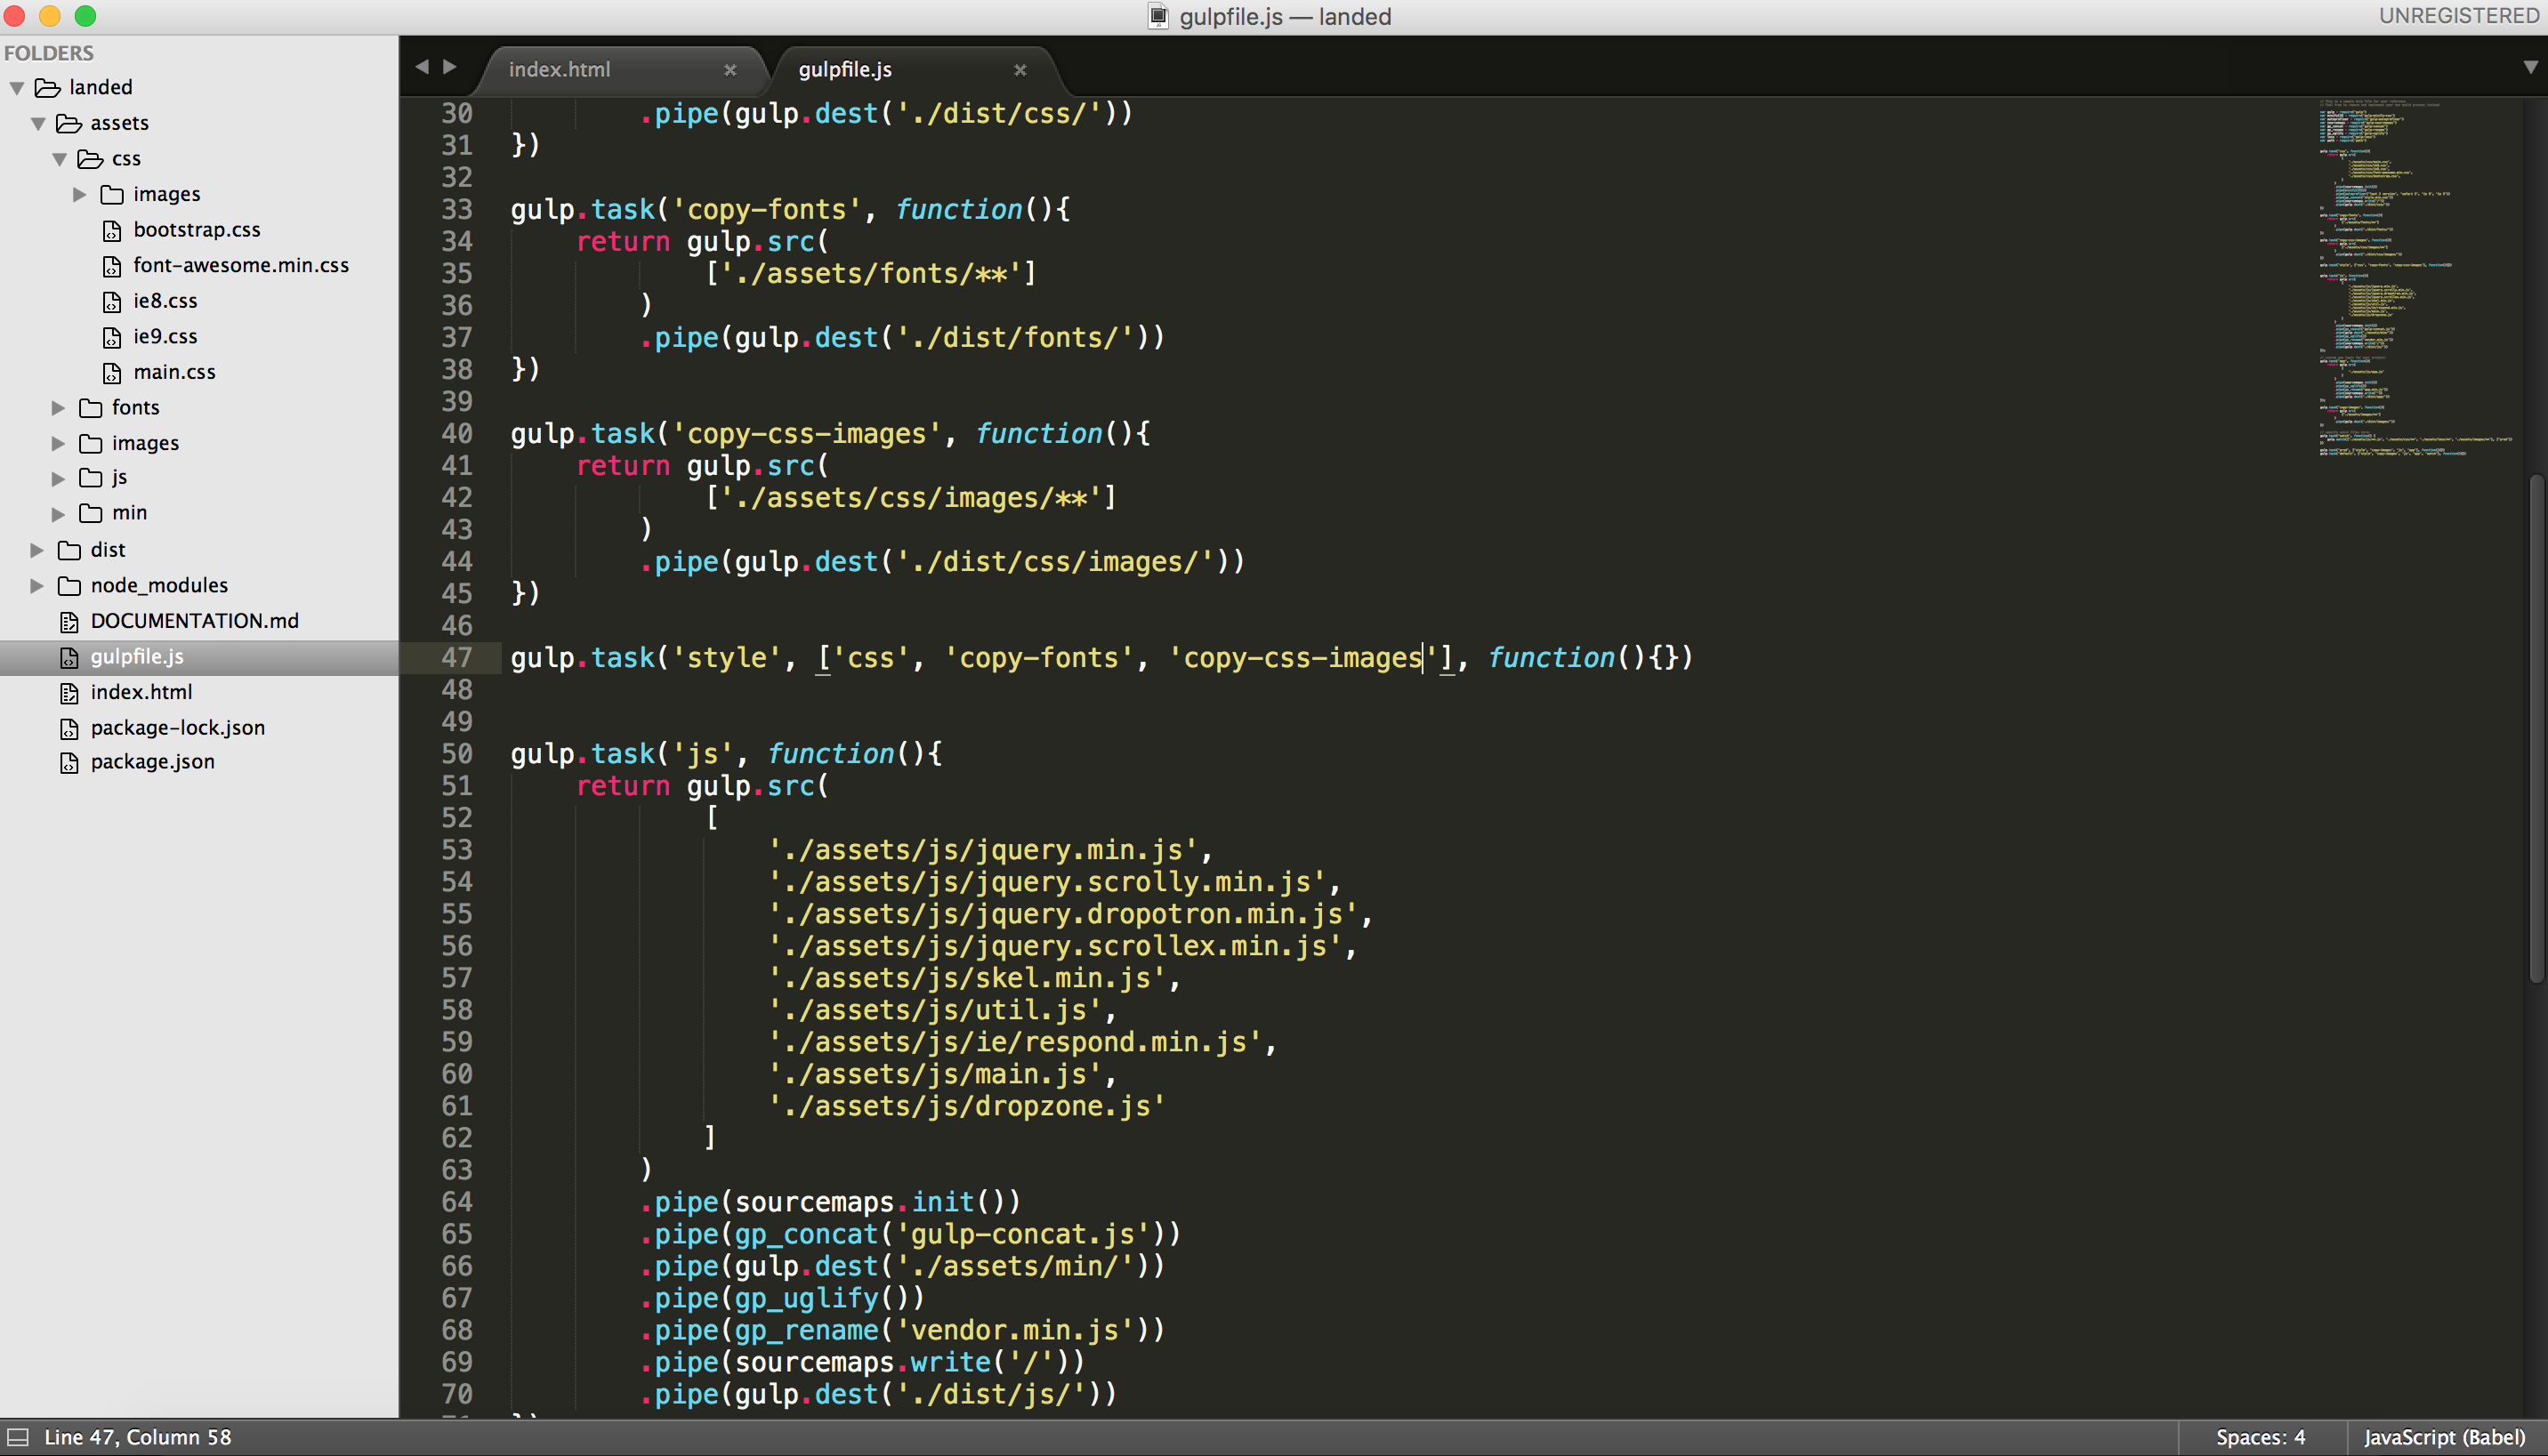 gulpfile.js — landed
UNREGISTERED
FOLDERS
landed
assets
css
images
bootstrap.css
font-awesome.min.css
ie8.css
ie9.css
main.css
fonts
images
js
min
dist
node_modules
DOCUMENTATION.md
gulpfile.js
index.html
package-lock.json
package.json
index.html
gulpfile.js
30 .pipe(gulp.dest('./dist/css/'))
31 })
32
33 gulp.task('copy-fonts', function(){
34 return gulp.src(
35 ['./assets/fonts/**']
36 )
37 .pipe(gulp.dest('./dist/fonts/'))
38 })
39
40 gulp.task('copy-css-images', function(){
41 return gulp.src(
42 ['./assets/css/images/**']
43 )
44 .pipe(gulp.dest('./dist/css/images/'))
45 })
46
47 gulp.task('style', ['css', 'copy-fonts', 'copy-css-images'], function(){})
48
49
50 gulp.task('js', function(){
51 return gulp.src(
52 [
53 './assets/js/jquery.min.js',
54 './assets/js/jquery.scrolly.min.js',
55 './assets/js/jquery.dropotron.min.js',
56 './assets/js/jquery.scrollex.min.js',
57 './assets/js/skel.min.js',
58 './assets/js/util.js',
59 './assets/js/ie/respond.min.js',
60 './assets/js/main.js',
61 './assets/js/dropzone.js'
62 ]
63 )
64 .pipe(sourcemaps.init())
65 .pipe(gp_concat('gulp-concat.js'))
66 .pipe(gulp.dest('./assets/min/'))
67 .pipe(gp_uglify())
68 .pipe(gp_rename('vendor.min.js'))
69 .pipe(sourcemaps.write('/'))
70 .pipe(gulp.dest('./dist/js/'))
Line 47, Column 58
Spaces: 4
JavaScript (Babel)